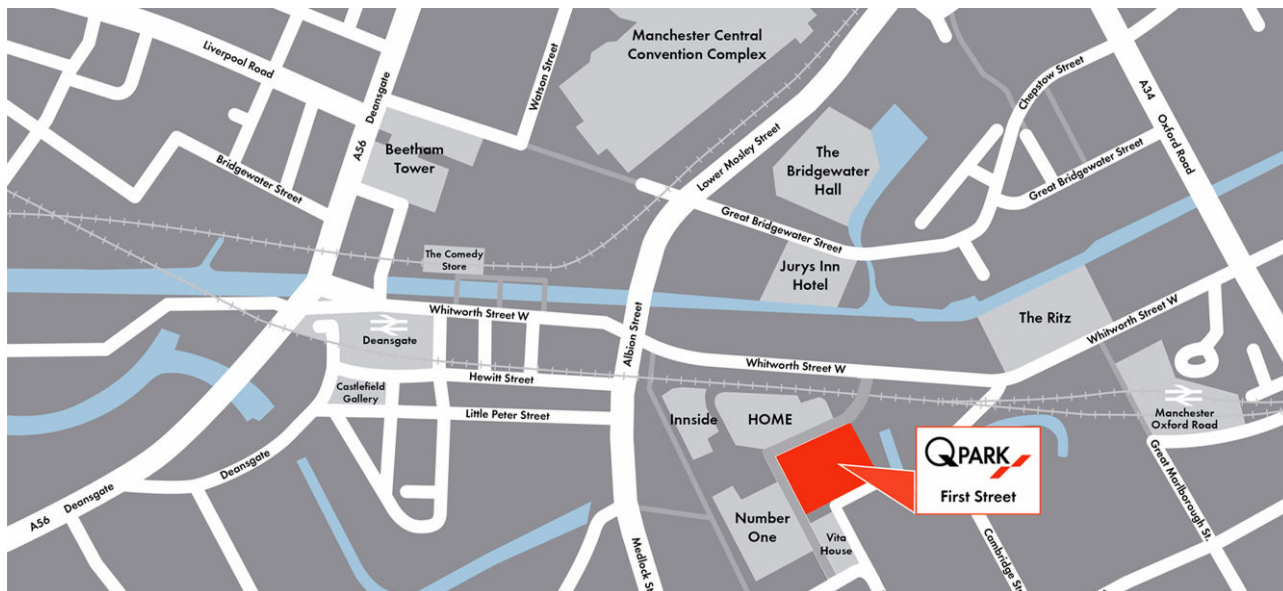 Manchester Central
Convention Complex
Liverpool Road
A56 Deansgate
Watson Street
Beetham
Tower
Bridgewater Street
Lower Mosley Street
The
Bridgewater
Hall
Chepstow Street
A34 Oxford Road
Great Bridgewater Street
Great Bridgewater Street
The Comedy
Store
Jurys Inn
Hotel
Whitworth Street W
Albion Street
The Ritz
Whitworth Street W
Deansgate
Whitworth Street W
Hewitt Street
Castlefield
Gallery
Little Peter Street
Innside
HOME
Manchester
Oxford Road
QPARK
First Street
Deansgate
A56 Deansgate
Number
One
Vita
House
Medlock St
Cambridge Str
Great Marlborough St.